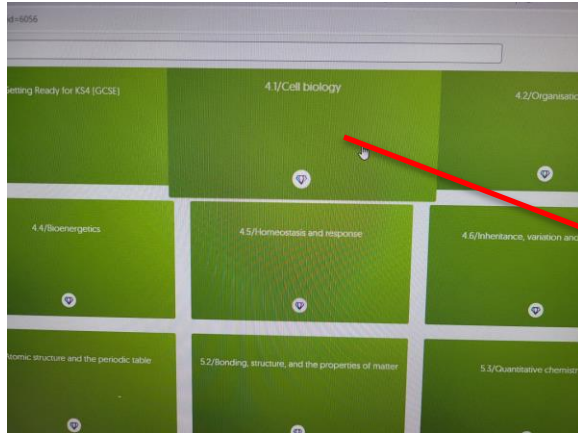 id=6056
Getting Ready for KS4 [GCSE]
4.1/Cell biology
4.2/Organisatio
4.4/Bioenergetics
4.5/Homeostasis and response
4.6/Inheritance, variation and
Atomic structure and the periodic table
5.2/Bonding, structure, and the properties of matter
5.3/Quantitative chemistr